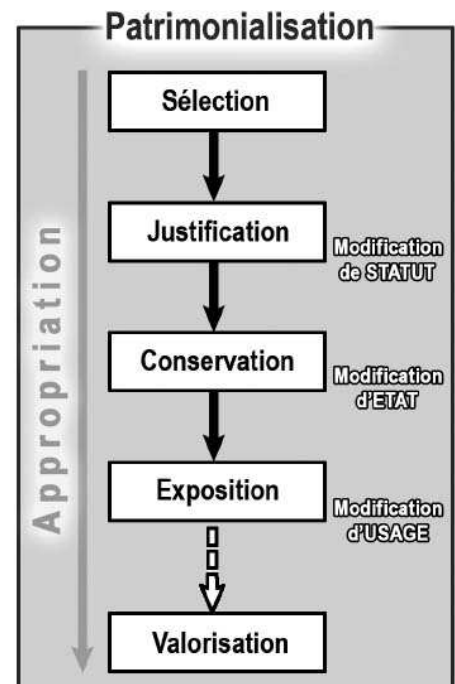 Patrimonialisation
Sélection
Justification
Modification
de STATUT
Conservation
Modification
d'ETAT
Exposition
Modification
d'USAGE
Valorisation
Appropriation